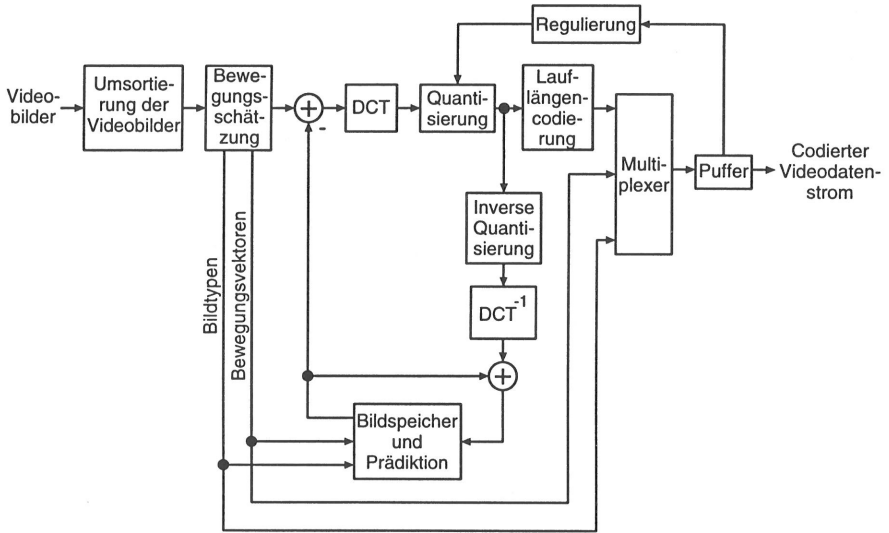 Regulierung
Video-
bilder
Umsortie-
rung der
Videobilder
Bewe-
gungs-
schät-
zung
+
-
DCT
Quanti-
sierung
Lauf-
längen-
codie-
rung
Multi-
plexer
Puffer
Codierter
Videodaten-
strom
Inverse
Quanti-
sierung
DCT-1
+
Bildtypen
Bewegungsvektoren
Bildspeicher
und
Prädiktion